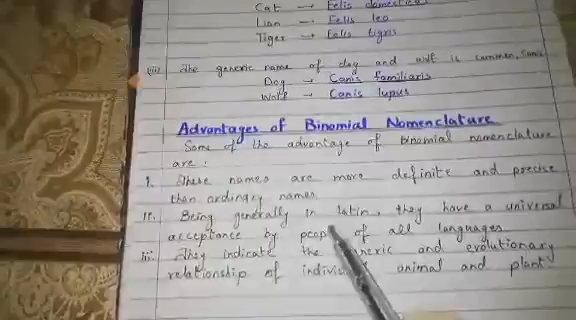 Cat → Felis domestica
Lion → Felis leo
Tiger → Felis tigris
(iii) The generic name of dog and wolf is common, Canis
Dog → Canis familiaris
Wolf → Canis lupus
Advantages of Binomial Nomenclature
Some of the advantage of binomial nomenclature
are :
i. These names are more definite and precise
than ordinary names.
ii. Being generally in latin, they have a universal
acceptance by of all languages
iii. They indicate the and evolutionary
relationship of animal and plant.